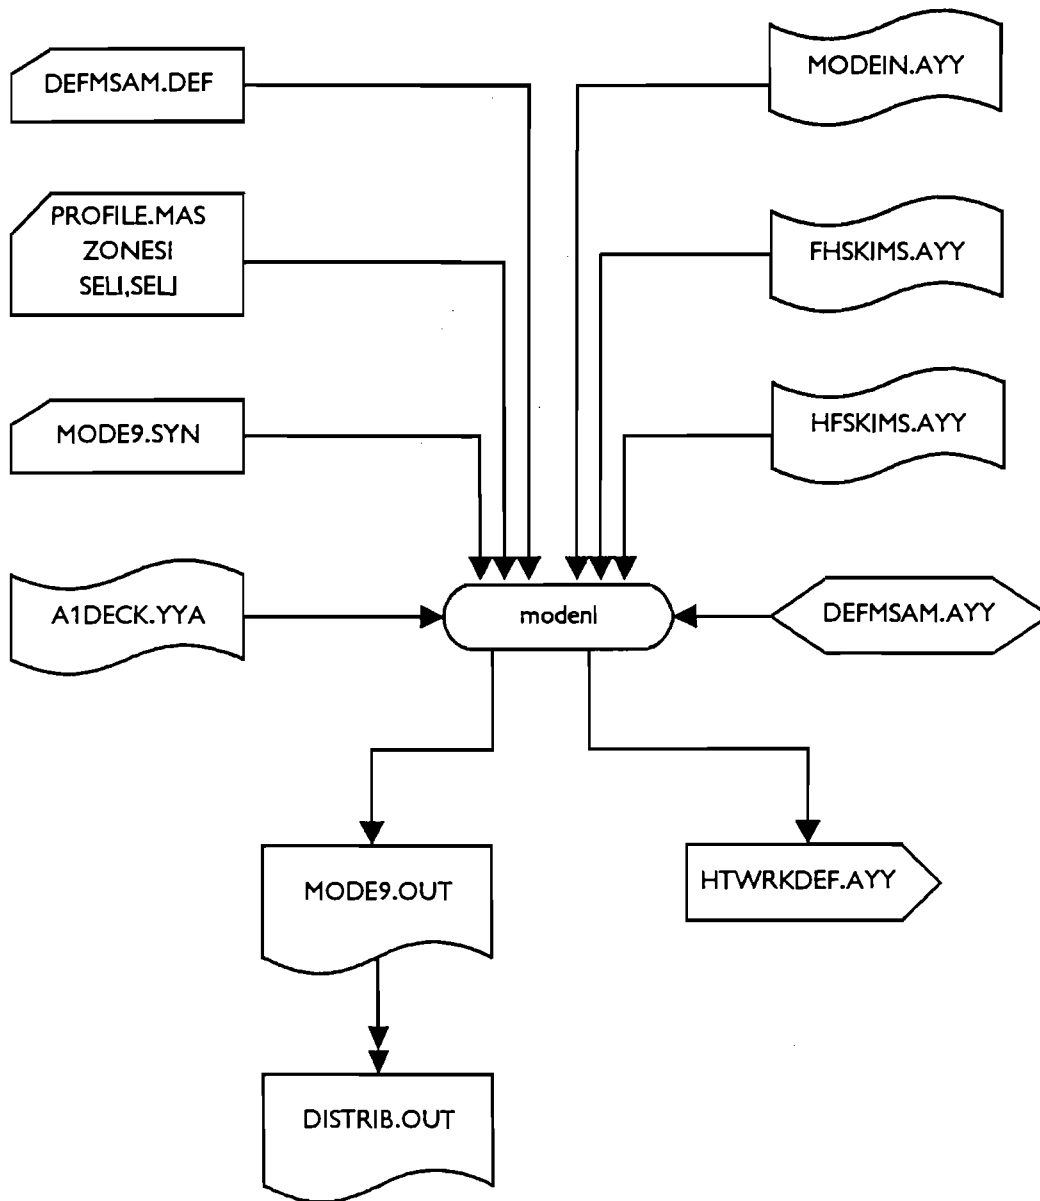 DEFMSAM.DEF
MODEIN.AYY
PROFILE.MAS
ZONESI
SELI,SELJ
FHSKIMS.AYY
MODE9.SYN
HFSKIMS.AYY
A1DECK.YYA
modenl
DEFMSAM.AYY
MODE9.OUT
HTWRKDEF.AYY
DISTRIB.OUT